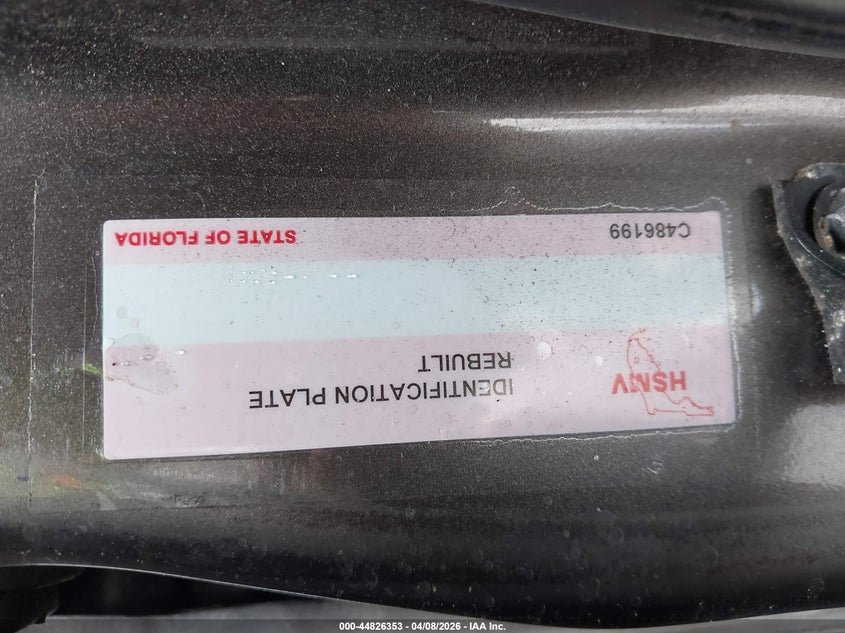 HSMV
IDENTIFICATION PLATE
REBUILT
C486199
STATE OF FLORIDA
000-44826353 - 04/08/2026 - IAA Inc.